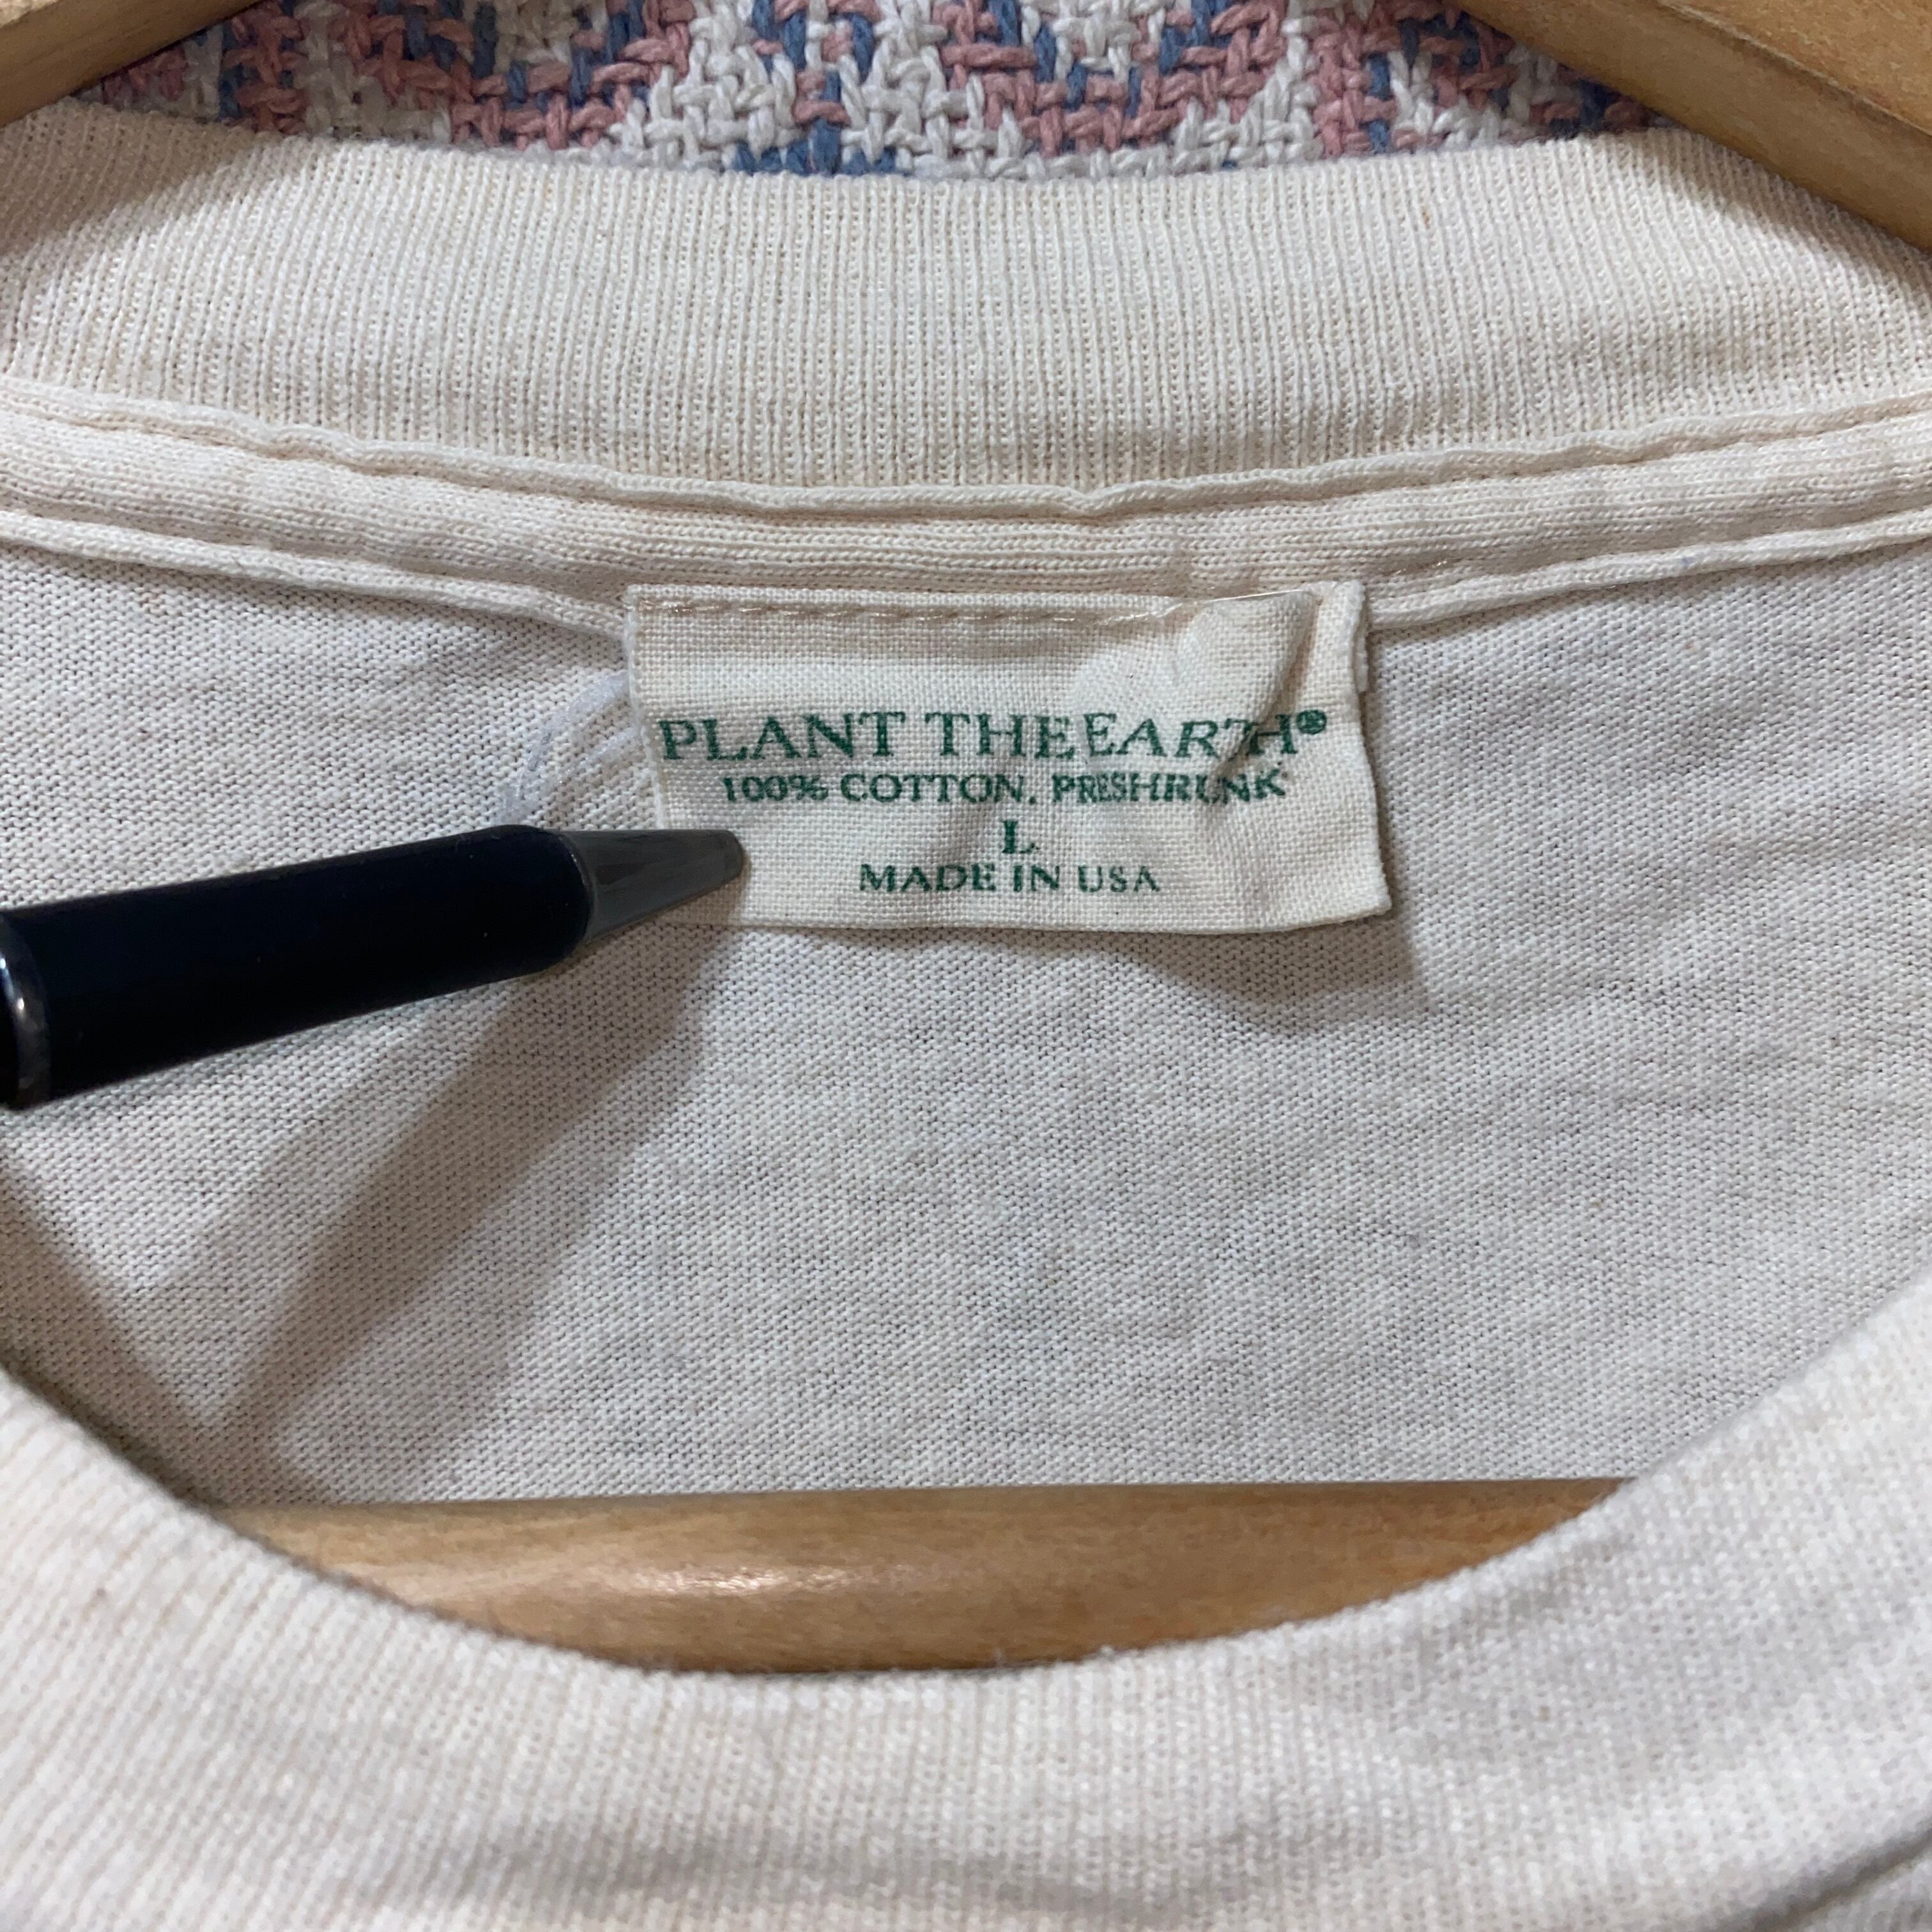 PLANT THE EARTH®
100% COTTON, PRESHRUNK
L
MADE IN USA